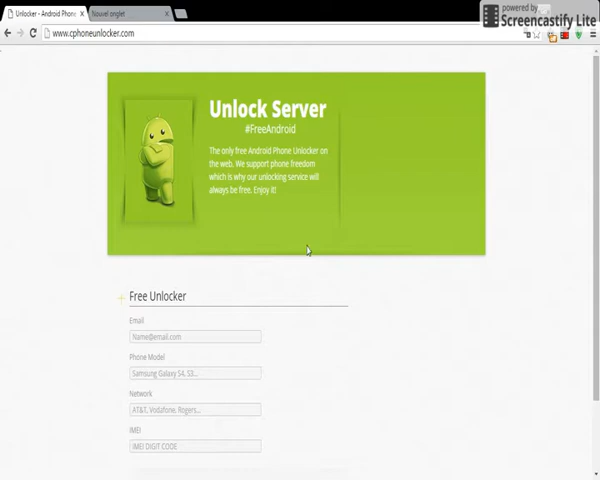 powered by
Screencastify Lite
Unlocker - Android Phone
Nouvel onglet
www.cphoneunlocker.com
Unlock Server
#FreeAndroid
The only free Android Phone Unlocker on
the web. We support phone freedom
which is why our unlocking service will
always be free. Enjoy it!
Free Unlocker
Email
Name@email.com
Phone Model
Samsung Galaxy S4, S3...
Network
AT&T, Vodafone, Rogers...
IMEI
IMEI DIGIT CODE